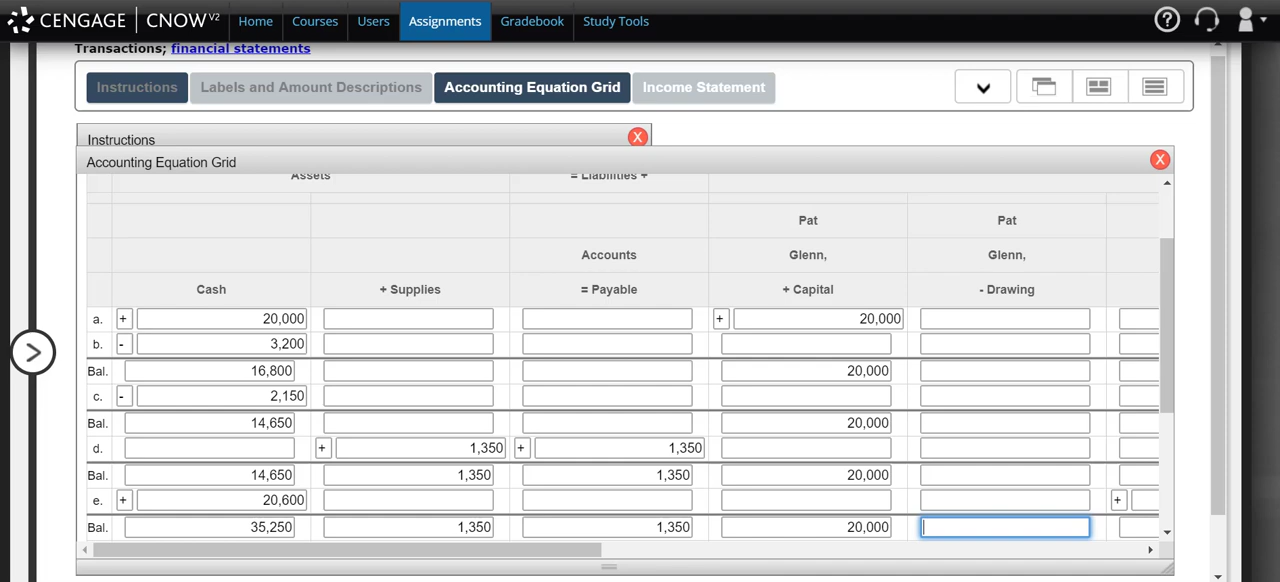 CENGAGE | CNOWv2 Home Courses Users Assignments Gradebook Study Tools
Transactions; financial statements
Instructions Labels and Amount Descriptions Accounting Equation Grid Income Statement
Instructions X
Accounting Equation Grid X
Assets = Liabilities +
Pat Pat
Accounts Glenn, Glenn,
Cash + Supplies = Payable + Capital - Drawing
a. + 20,000 + 20,000
b. - 3,200
Bal. 16,800 20,000
c. - 2,150
Bal. 14,650 20,000
d. + 1,350 + 1,350
Bal. 14,650 1,350 1,350 20,000
e. + 20,600 +
Bal. 35,250 1,350 1,350 20,000